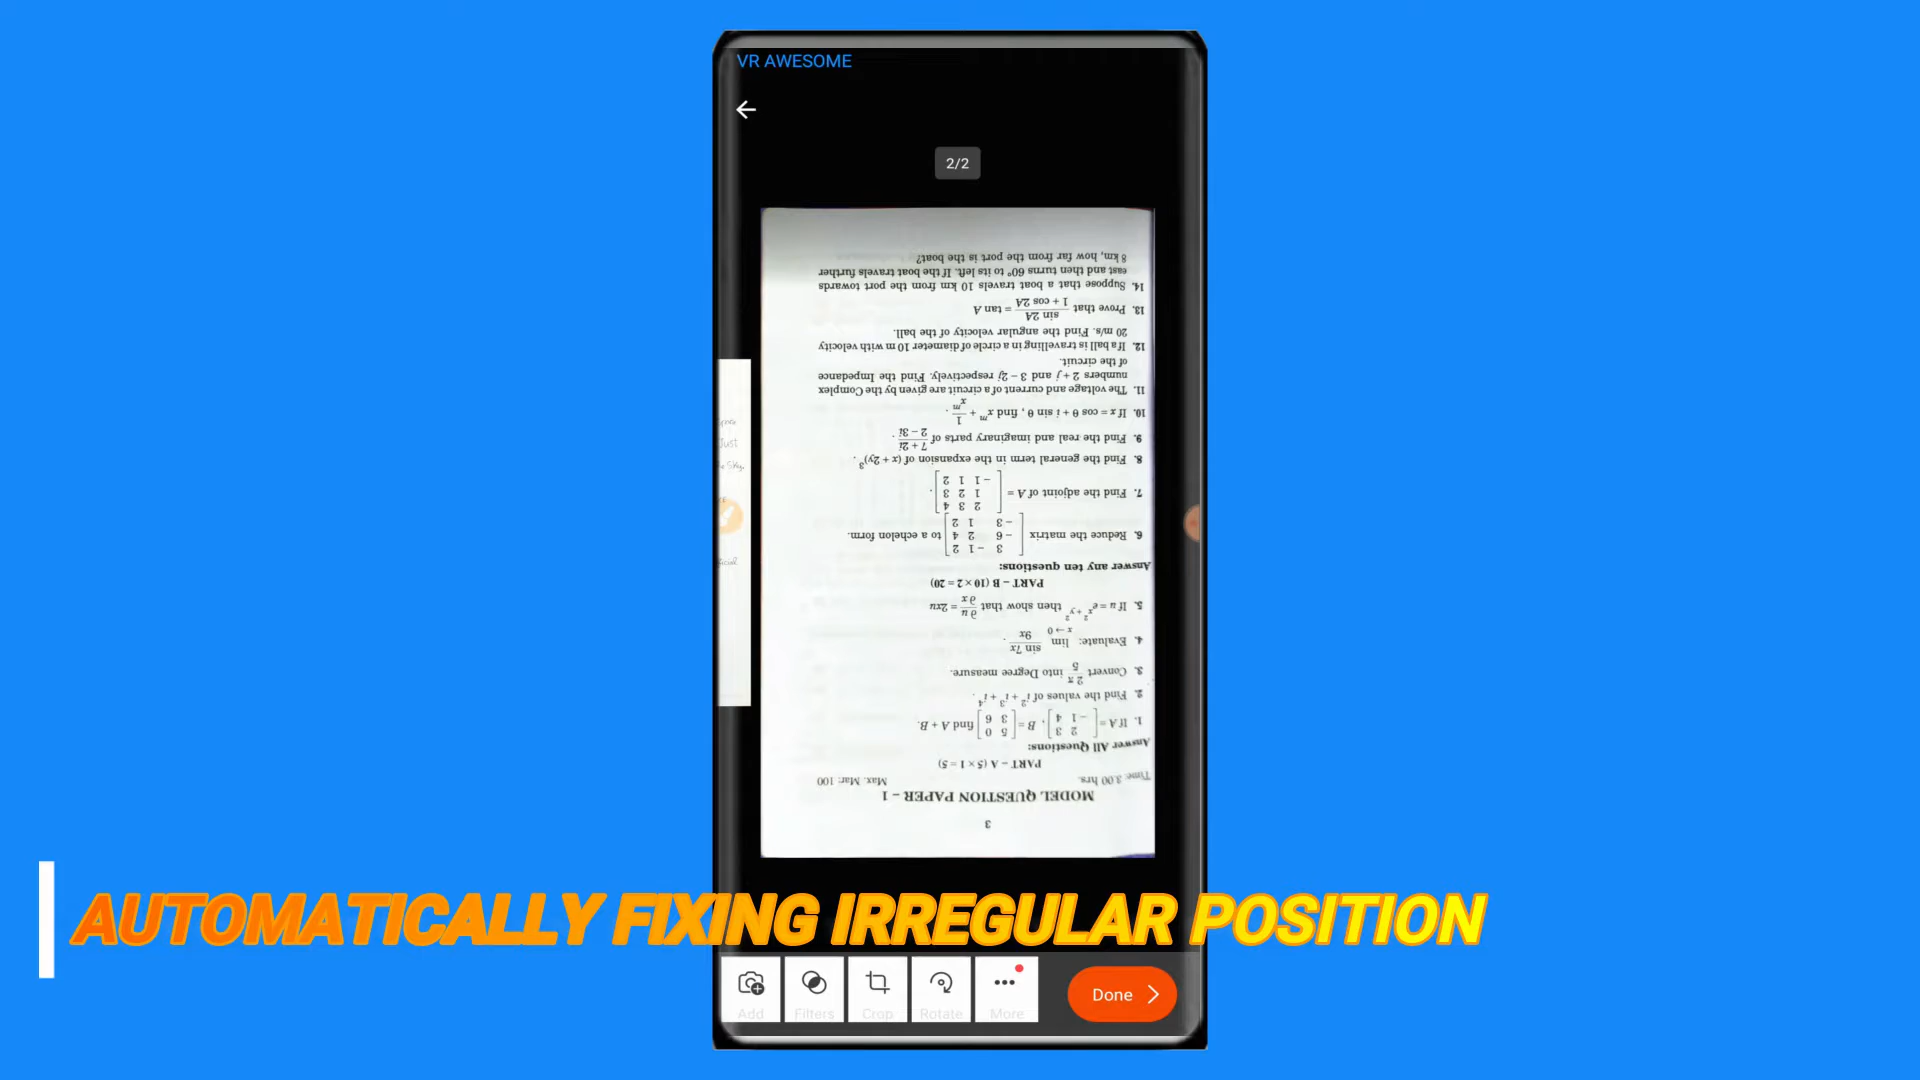 VR AWESOME
2/2
3
MODEL QUESTION PAPER – 1
Time 3.00 hrs. Max. Mar: 100
PART – A (5 × 1 = 5)
Answer All Questions:
1. If A = [2 3; −1 4], B = [5 0; 3 6] find A + B.
2. Find the values of i² + i³ + i⁴.
3. Convert 2π/5 into Degree measure.
4. Evaluate: lim x→0 sin 7x / 9x .
5. If u = e^(x² + y²) then show that ∂u/∂x = 2xu
PART – B (10 × 2 = 20)
Answer any ten questions:
6. Reduce the matrix [3 −1 2; −6 2 4; −3 1 2] to a echelon form.
7. Find the adjoint of A = [2 3 4; 1 2 3; −1 1 2].
8. Find the general term in the expansion of (x + 2y)³.
9. Find the real and imaginary parts of 7 + 2i / 2 − 3i .
10. If x = cos θ + i sin θ, find x^m + 1/x^m .
11. The voltage and current of a circuit are given by the Complex
numbers 2 + j and 3 − 2j respectively. Find the Impedance
of the circuit.
12. If a ball is travelling in a circle of diameter 10 m with velocity
20 m/s. Find the angular velocity of the ball.
13. Prove that sin 2A / 1 + cos 2A = tan A
14. Suppose that a boat travels 10 km from the port towards
east and then turns 60° to its left. If the boat travels further
8 km, how far from the port is the boat?
Just
AUTOMATICALLY FIXING IRREGULAR POSITION
Add Filters Crop Rotate More Done